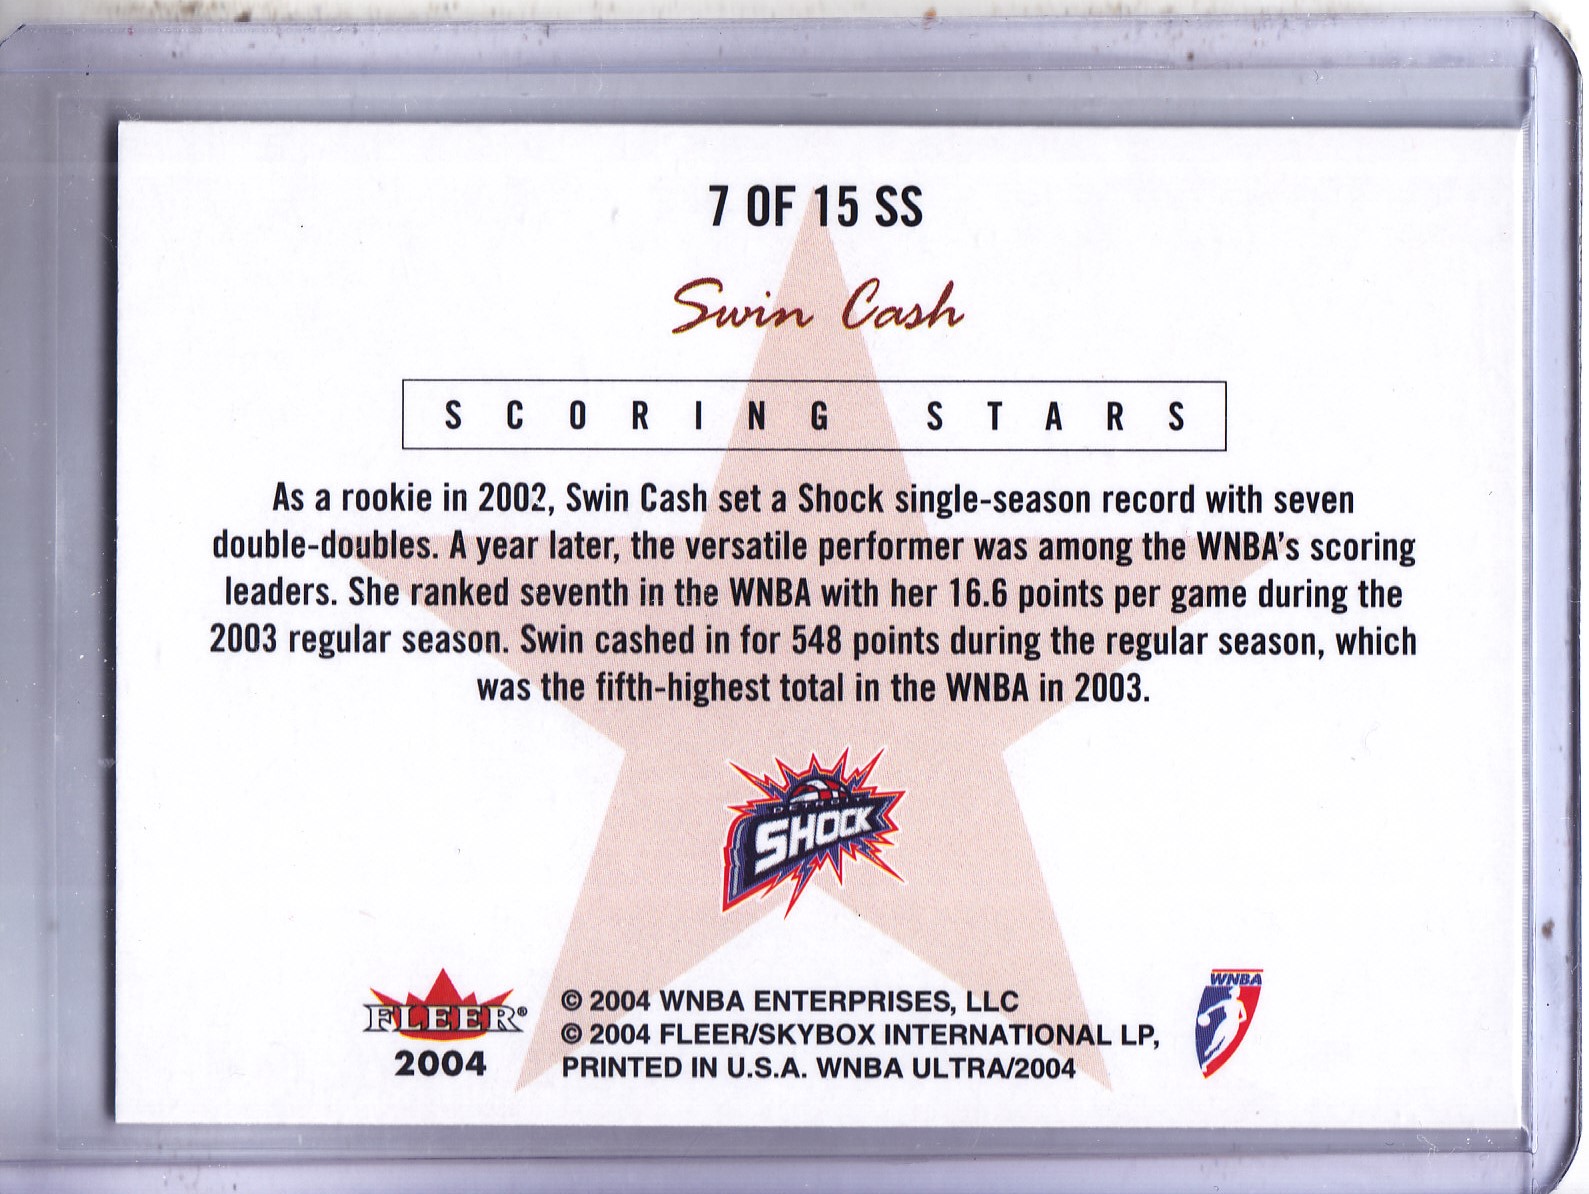 7 OF 15 SS
Swin Cash
SCORING STARS
As a rookie in 2002, Swin Cash set a Shock single-season record with seven
double-doubles. A year later, the versatile performer was among the WNBA's scoring
leaders. She ranked seventh in the WNBA with her 16.6 points per game during the
2003 regular season. Swin cashed in for 548 points during the regular season, which
was the fifth-highest total in the WNBA in 2003.
DETROIT
SHOCK
FLEER®
2004
© 2004 WNBA ENTERPRISES, LLC
© 2004 FLEER/SKYBOX INTERNATIONAL LP,
PRINTED IN U.S.A. WNBA ULTRA/2004
WNBA